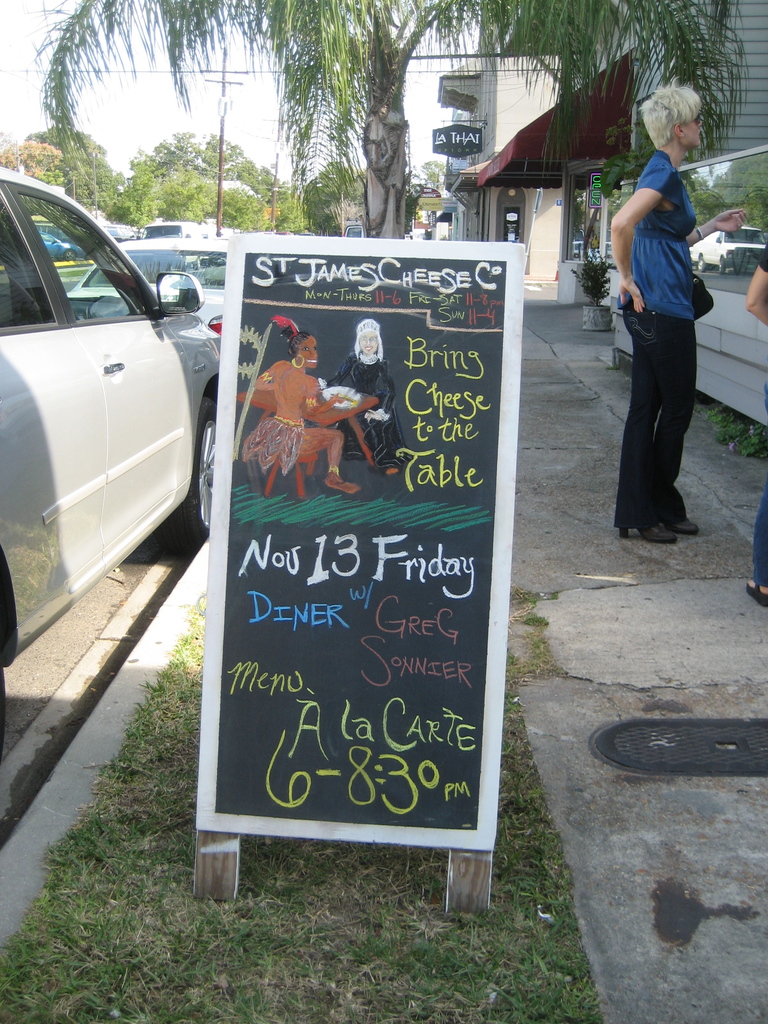 LA THAI
OPEN
ST JAMES CHEESE CO
MON-THURS 11-6 FRI-SAT 11-8pm
SUN 11-4
Bring
Cheese
to the
Table
Nov 13 Friday
DINER w/ GREG
SONNIER
Menu.
A la CARTE
6-8:30 PM